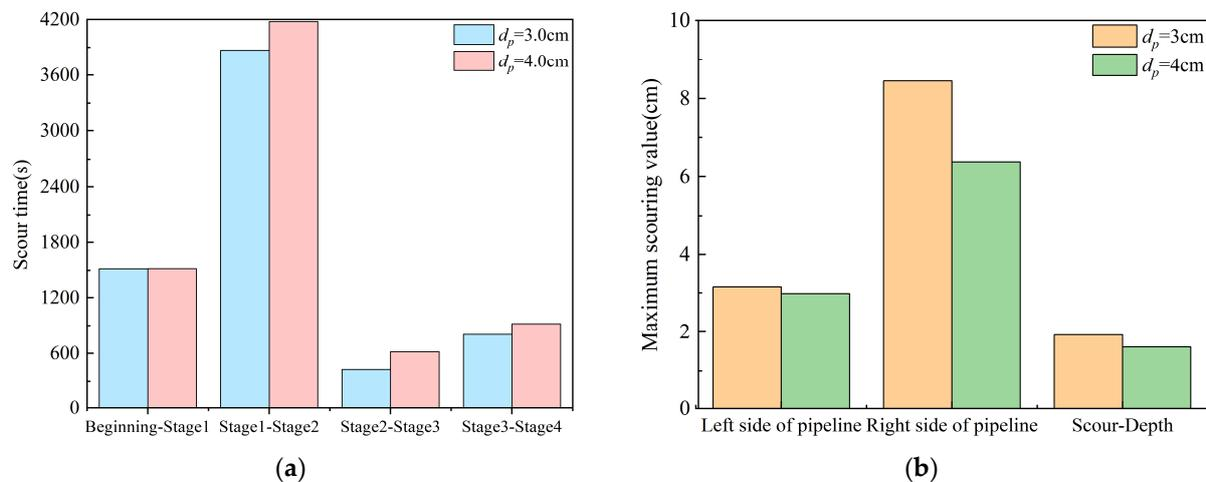 4200
3600
3000
2400
1800
1200
600
0
Scour time(s)
d_p=3.0cm
d_p=4.0cm
Beginning-Stage1 Stage1-Stage2 Stage2-Stage3 Stage3-Stage4
(a)
10
8
6
4
2
0
Maximum scouring value(cm)
d_p=3cm
d_p=4cm
Left side of pipeline Right side of pipeline Scour-Depth
(b)